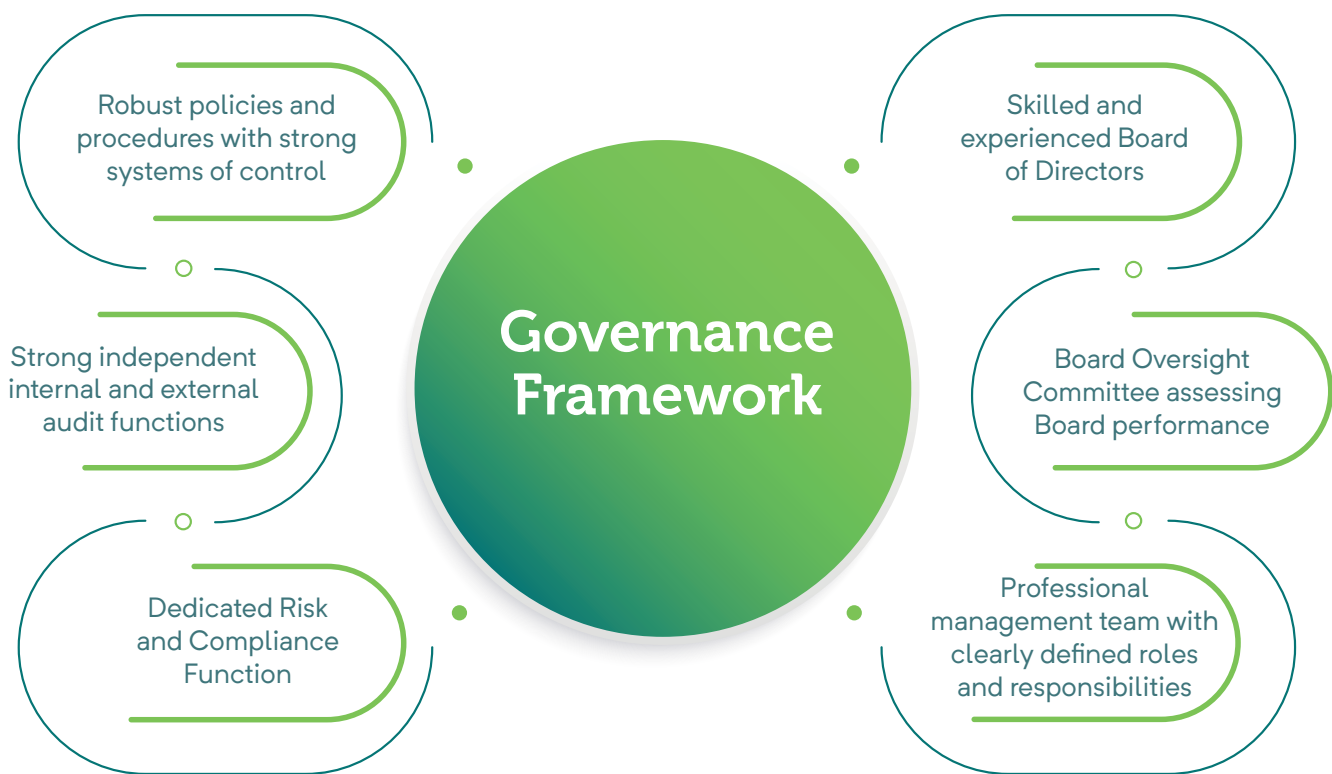 Robust policies and
procedures with strong
systems of control
Strong independent
internal and external
audit functions
Dedicated Risk
and Compliance
Function
Governance
Framework
Skilled and
experienced Board
of Directors
Board Oversight
Committee assessing
Board performance
Professional
management team with
clearly defined roles
and responsibilities